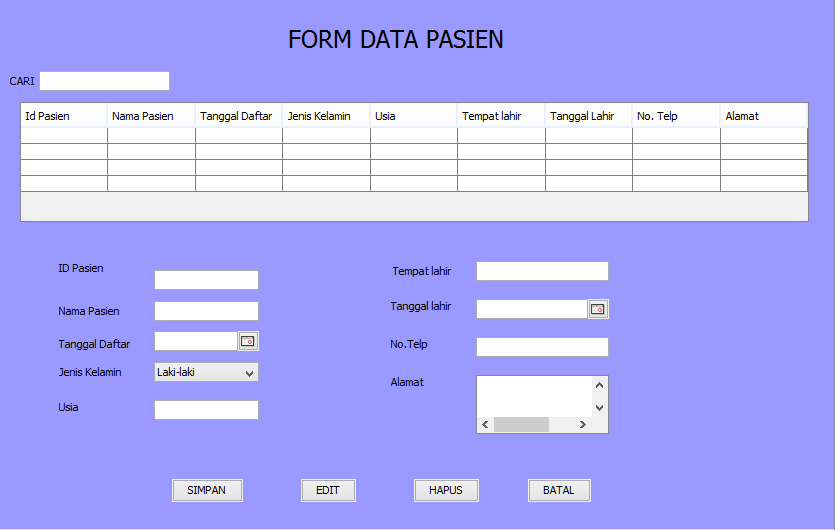 FORM DATA PASIEN
CARI
Id Pasien Nama Pasien Tanggal Daftar Jenis Kelamin Usia Tempat lahir Tanggal Lahir No. Telp Alamat
ID Pasien
Nama Pasien
Tanggal Daftar
Jenis Kelamin Laki-laki
Usia
Tempat lahir
Tanggal lahir
No.Telp
Alamat
SIMPAN EDIT HAPUS BATAL